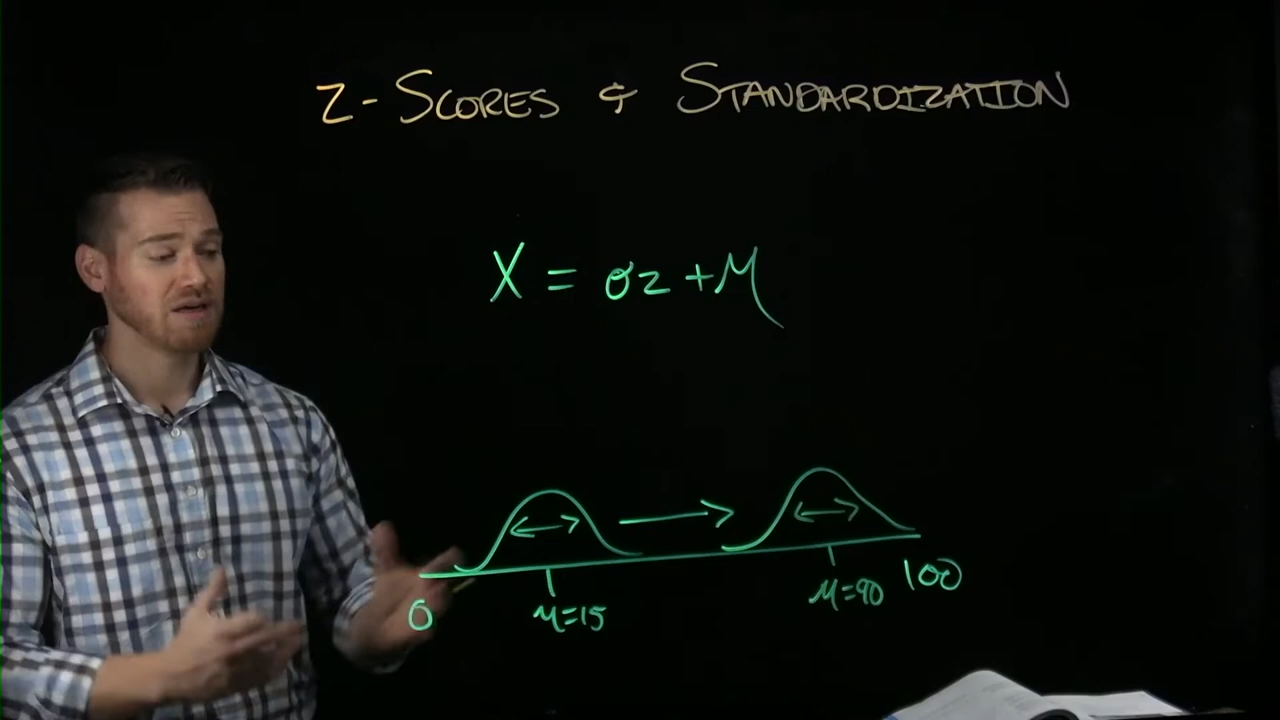 Z-SCORES & STANDARDIZATION
X = σz + μ
0 μ=15 μ=90 100